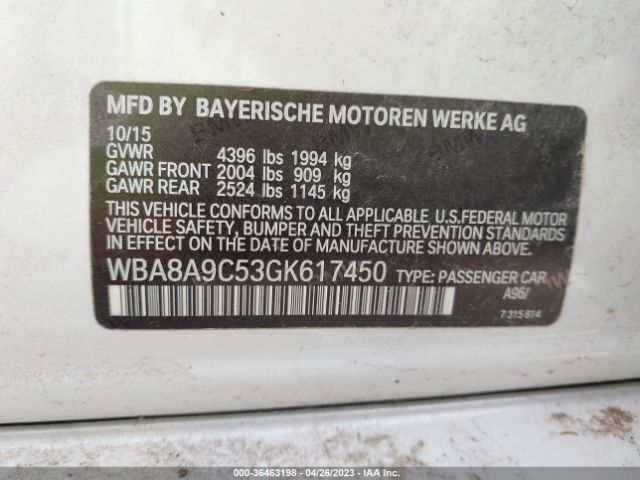 MFD BY BAYERISCHE MOTOREN WERKE AG
10/15
GVWR 4396 lbs 1994 kg
GAWR FRONT 2004 lbs 909 kg
GAWR REAR 2524 lbs 1145 kg
THIS VEHICLE CONFORMS TO ALL APPLICABLE U.S.FEDERAL MOTOR
VEHICLE SAFETY, BUMPER AND THEFT PREVENTION STANDARDS
IN EFFECT ON THE DATE OF MANUFACTURE SHOWN ABOVE.
WBA8A9C53GK617450 TYPE: PASSENGER CAR
A96/
7315814
000-36463198 - 04/26/2023 - IAA Inc.